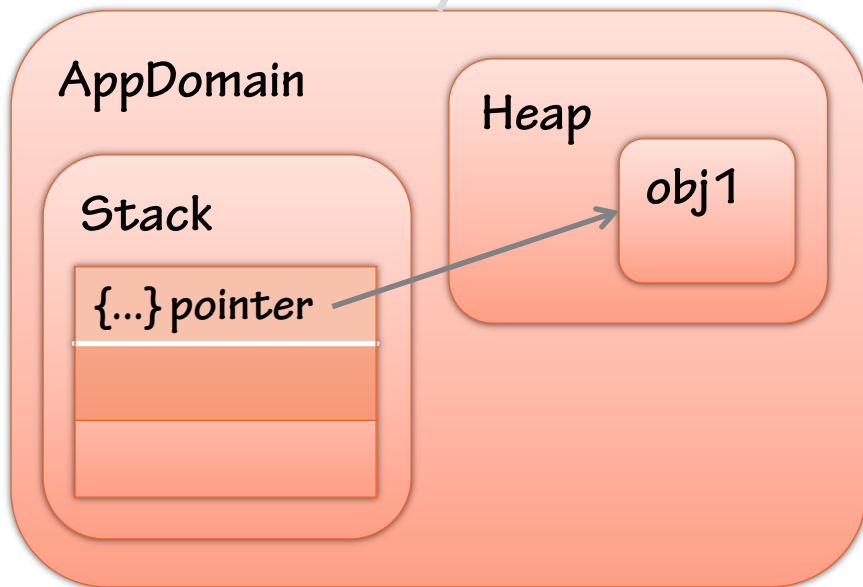 AppDomain
Heap
obj1
Stack
{...} pointer